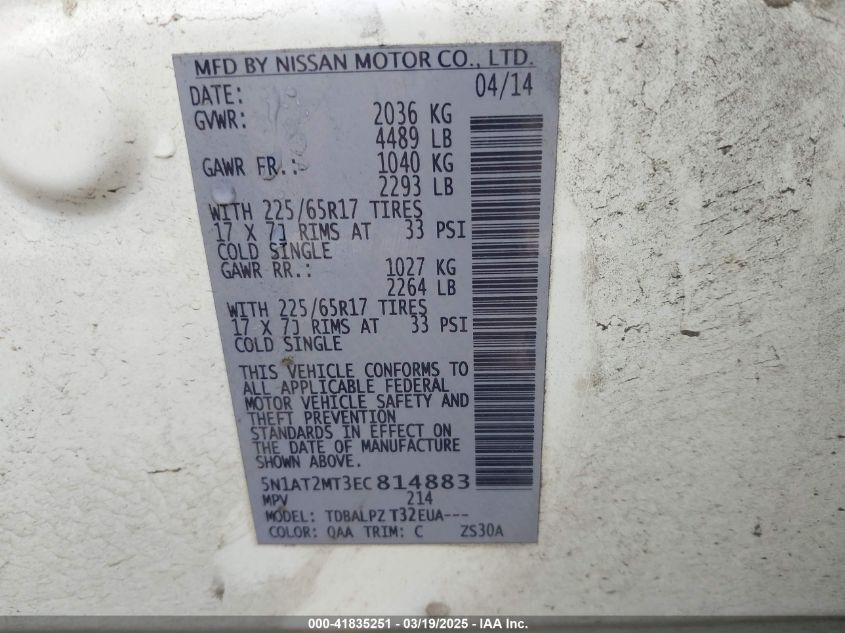 MFD BY NISSAN MOTOR CO., LTD.
DATE: 04/14
GVWR: 2036 KG
4489 LB
GAWR FR.: 1040 KG
2293 LB
WITH 225/65R17 TIRES
17 X 7J RIMS AT 33 PSI
COLD SINGLE
GAWR RR.: 1027 KG
2264 LB
WITH 225/65R17 TIRES
17 X 7J RIMS AT 33 PSI
COLD SINGLE
THIS VEHICLE CONFORMS TO
ALL APPLICABLE FEDERAL
MOTOR VEHICLE SAFETY AND
THEFT PREVENTION
STANDARDS IN EFFECT ON
THE DATE OF MANUFACTURE
SHOWN ABOVE.
5N1AT2MT3EC814883
MPV 214
MODEL: TDBALPZ T32EUA---
COLOR: QAA TRIM: C ZS30A
000-41835251 - 03/19/2025 - IAA Inc.